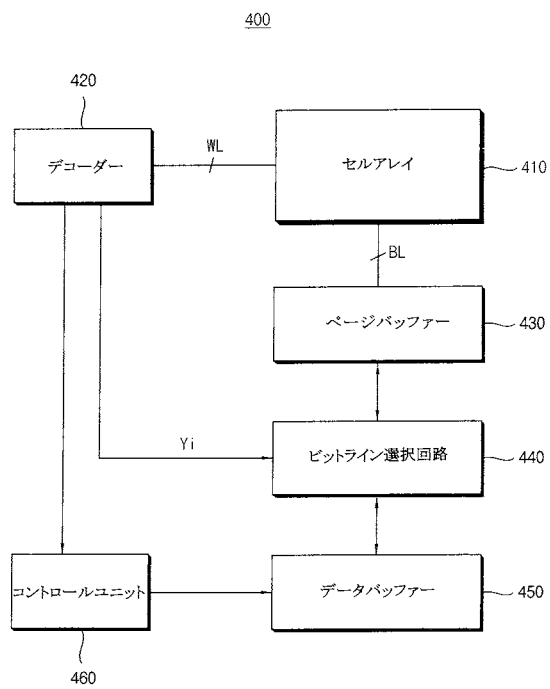 400
420
デコーダー
WL
セルアレイ
410
BL
ページバッファー
430
Yi
ビットライン選択回路
440
コントロールユニット
データバッファー
450
460